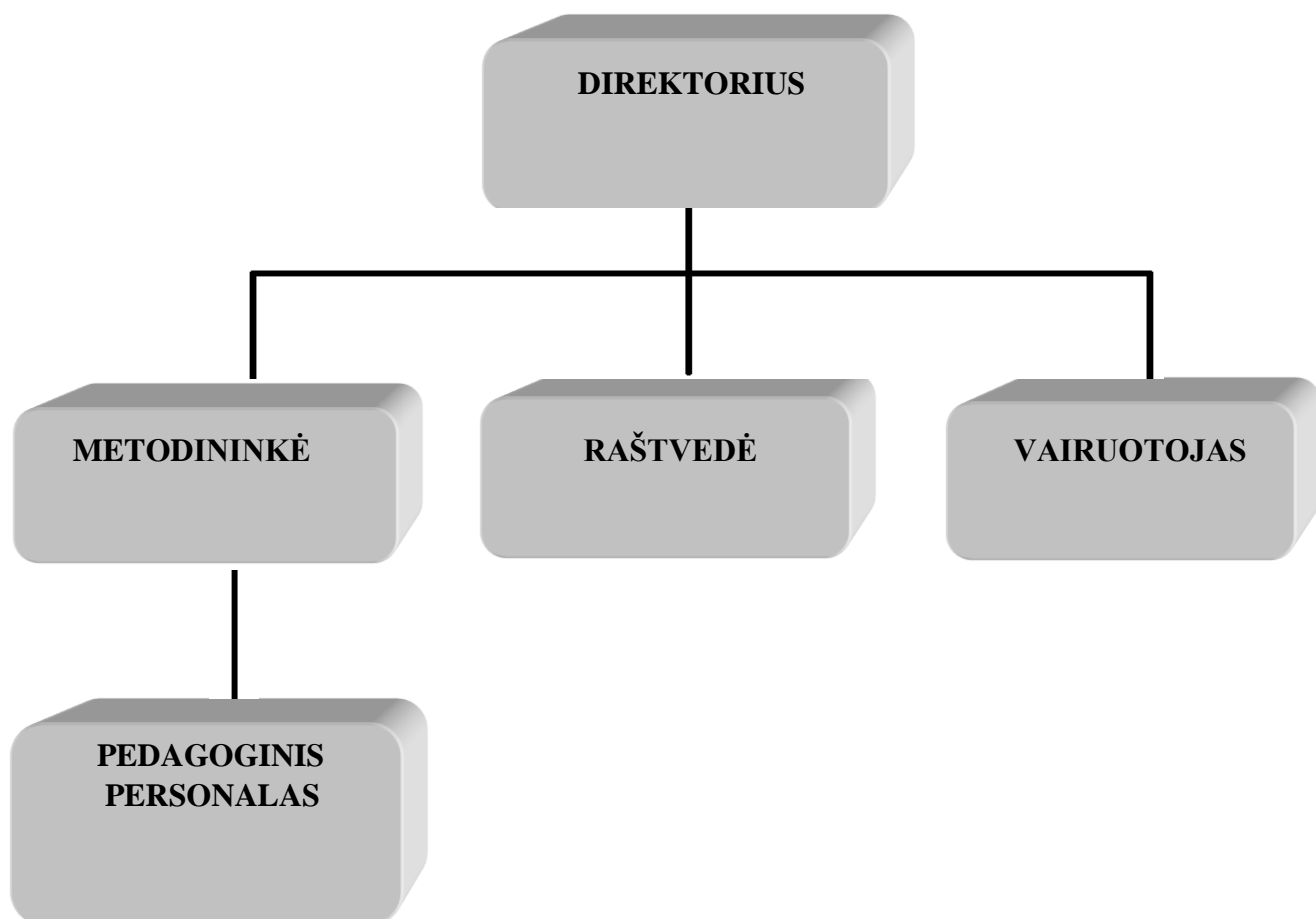 DIREKTORIUS
METODININKĖ
RAŠTVEDĖ
VAIRUOTOJAS
PEDAGOGINIS
PERSONALAS